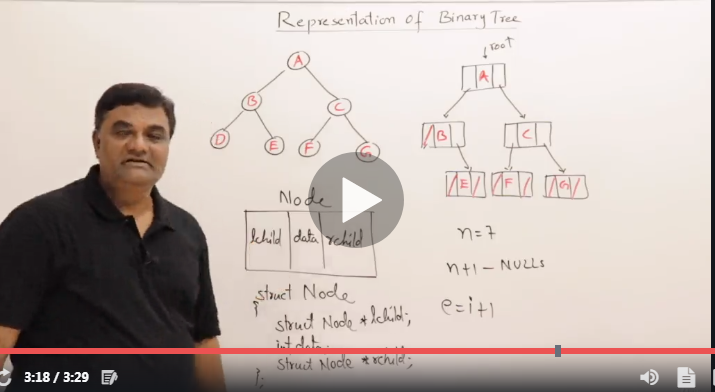 Representation of Binary Tree
A
B
C
D
E
F
G
root
A
B
C
E
F
G
Node
lchild data rchild
struct Node
{
struct Node *lchild;
int data;
struct Node *rchild;
};
n=7
n+1 - NULLs
e=i+1
3:18 / 3:29